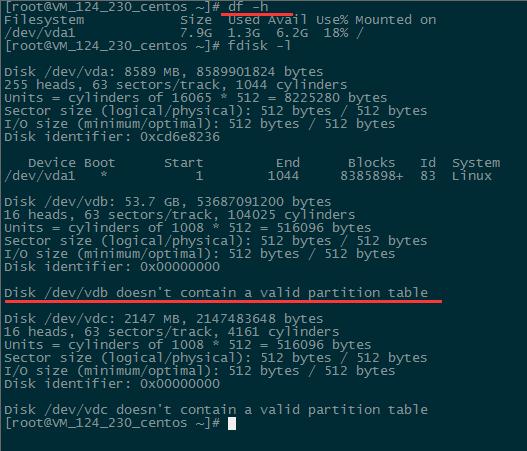 [root@VM_124_230_centos ~]# df -h
Filesystem      Size  Used Avail Use% Mounted on
/dev/vda1       7.9G  1.3G  6.2G  18% /
[root@VM_124_230_centos ~]# fdisk -l
Disk /dev/vda: 8589 MB, 8589901824 bytes
255 heads, 63 sectors/track, 1044 cylinders
Units = cylinders of 16065 * 512 = 8225280 bytes
Sector size (logical/physical): 512 bytes / 512 bytes
I/O size (minimum/optimal): 512 bytes / 512 bytes
Disk identifier: 0xcd6e8236
Device Boot      Start         End      Blocks   Id  System
/dev/vda1   *           1        1044     8385898+  83  Linux
Disk /dev/vdb: 53.7 GB, 53687091200 bytes
16 heads, 63 sectors/track, 104025 cylinders
Units = cylinders of 1008 * 512 = 516096 bytes
Sector size (logical/physical): 512 bytes / 512 bytes
I/O size (minimum/optimal): 512 bytes / 512 bytes
Disk identifier: 0x00000000
Disk /dev/vdb doesn't contain a valid partition table
Disk /dev/vdc: 2147 MB, 2147483648 bytes
16 heads, 63 sectors/track, 4161 cylinders
Units = cylinders of 1008 * 512 = 516096 bytes
Sector size (logical/physical): 512 bytes / 512 bytes
I/O size (minimum/optimal): 512 bytes / 512 bytes
Disk identifier: 0x00000000
Disk /dev/vdc doesn't contain a valid partition table
[root@VM_124_230_centos ~]#